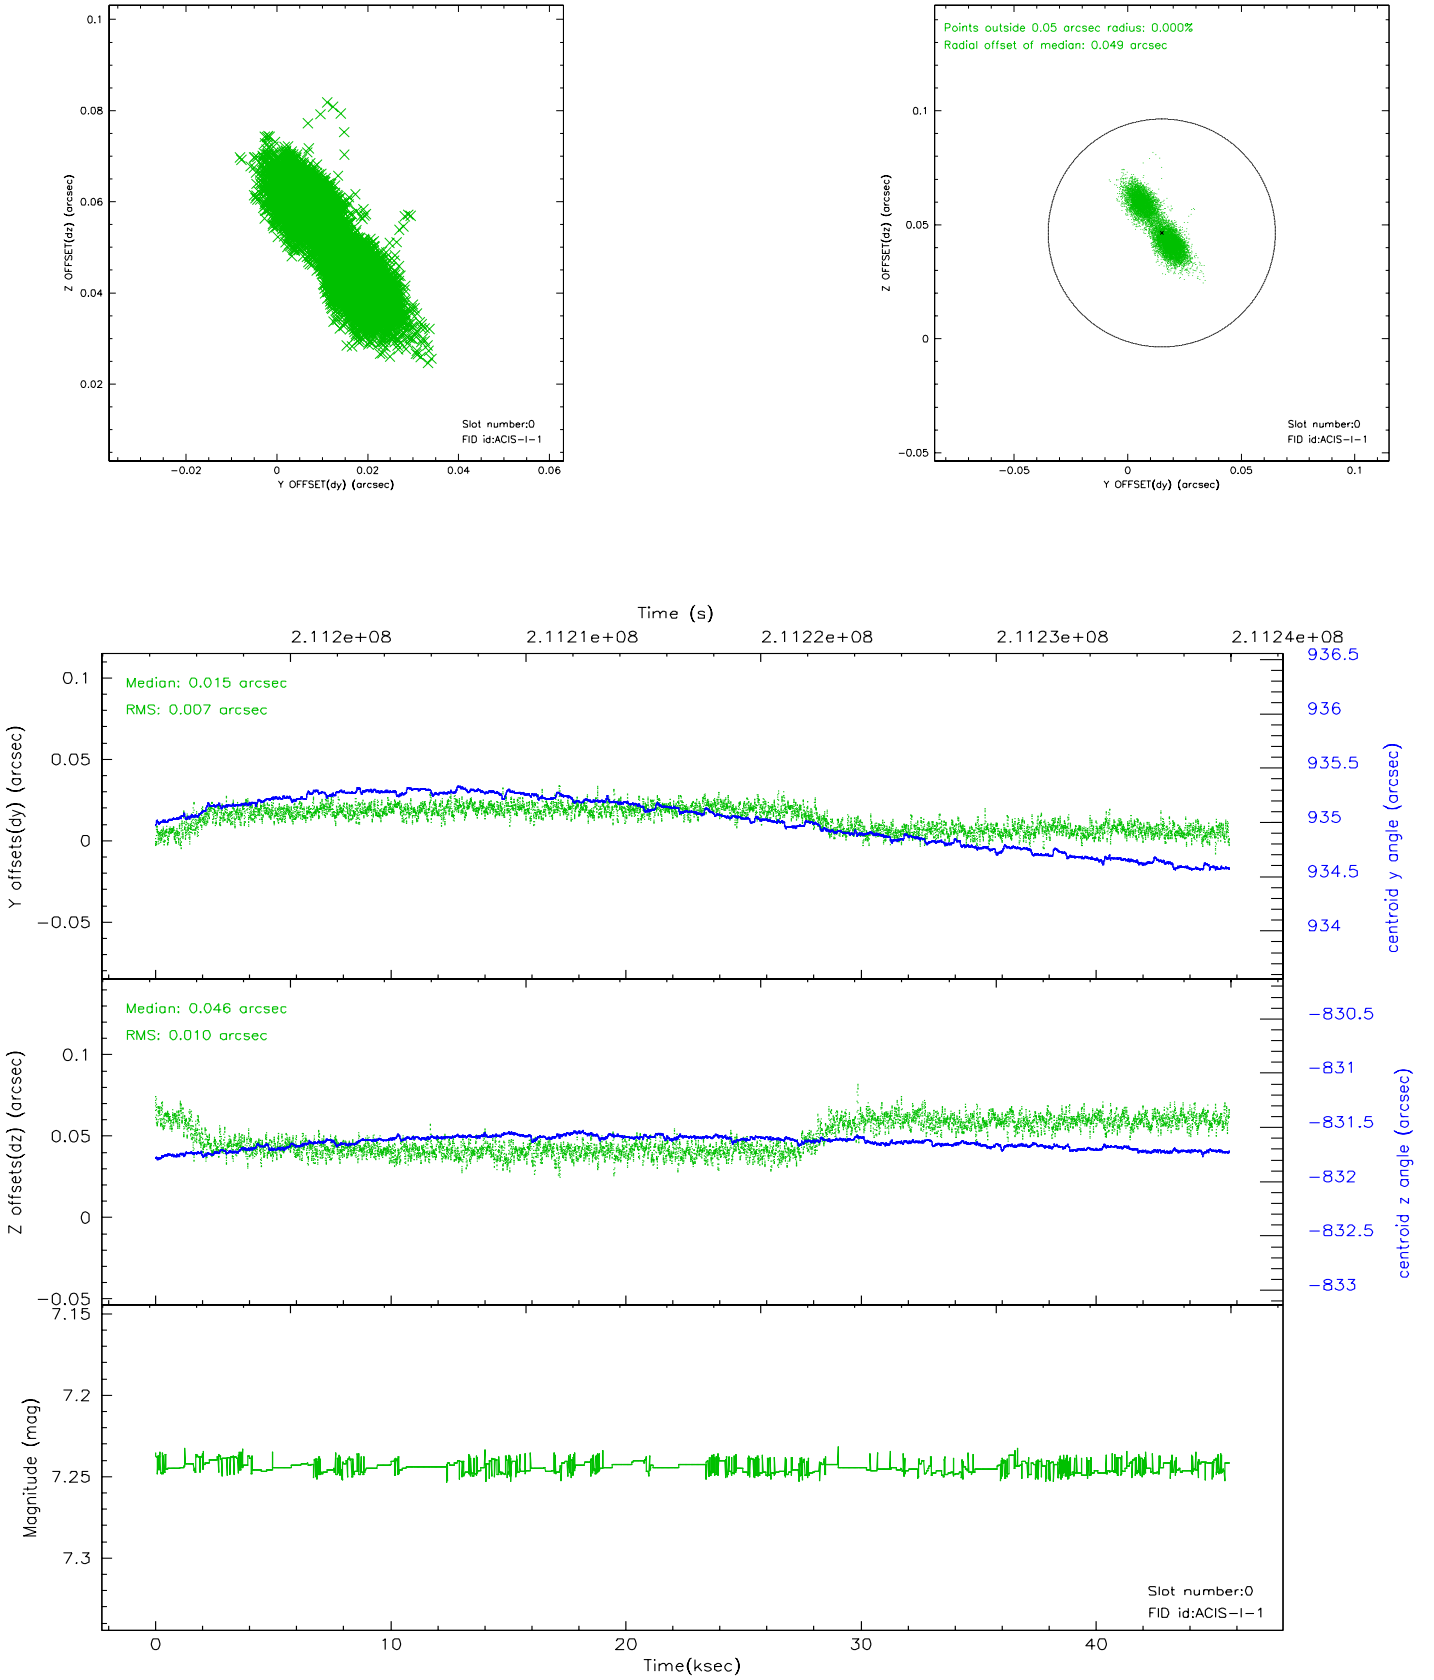 0.1
0.08
0.06
0.04
0.02
Z OFFSET(dz) (arcsec)
−0.02 0 0.02 0.04 0.06
Y OFFSET(dy) (arcsec)
Slot number:0
FID id:ACIS−I−1
Points outside 0.05 arcsec radius: 0.000%
Radial offset of median: 0.049 arcsec
0.1
0.05
0
−0.05
Z OFFSET(dz) (arcsec)
−0.05 0 0.05 0.1
Y OFFSET(dy) (arcsec)
Slot number:0
FID id:ACIS−I−1
Time (s)
2.112e+08 2.1121e+08 2.1122e+08 2.1123e+08 2.1124e+08
Median: 0.015 arcsec
RMS: 0.007 arcsec
0.1
0.05
0
−0.05
Y offsets(dy) (arcsec)
936.5
936
935.5
935
934.5
934
centroid y angle (arcsec)
Median: 0.046 arcsec
RMS: 0.010 arcsec
0.1
0.05
0
−0.05
Z offsets(dz) (arcsec)
−830.5
−831
−831.5
−832
−832.5
−833
centroid z angle (arcsec)
7.15
7.2
7.25
7.3
Magnitude (mag)
Slot number:0
FID id:ACIS−I−1
0 10 20 30 40
Time(ksec)